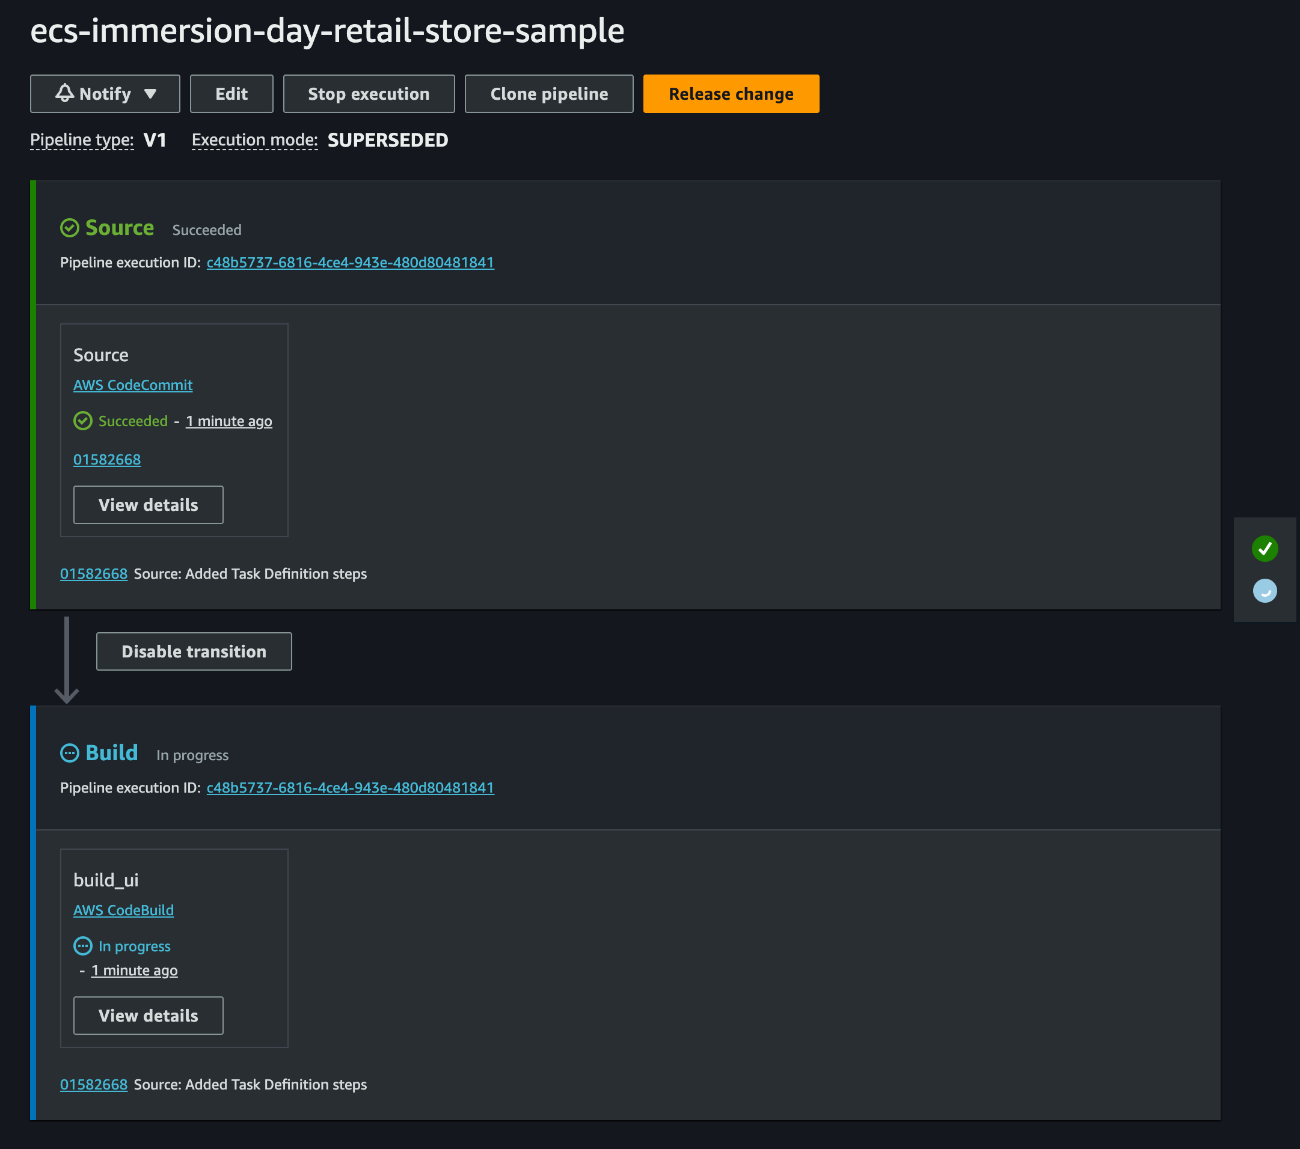 ecs-immersion-day-retail-store-sample
Notify Edit Stop execution Clone pipeline Release change
Pipeline type: V1 Execution mode: SUPERSEDED
Source Succeeded
Pipeline execution ID: c48b5737-6816-4ce4-943e-480d80481841
Source
AWS CodeCommit
Succeeded - 1 minute ago
01582668
View details
01582668 Source: Added Task Definition steps
Disable transition
Build In progress
Pipeline execution ID: c48b5737-6816-4ce4-943e-480d80481841
build_ui
AWS CodeBuild
In progress
- 1 minute ago
View details
01582668 Source: Added Task Definition steps